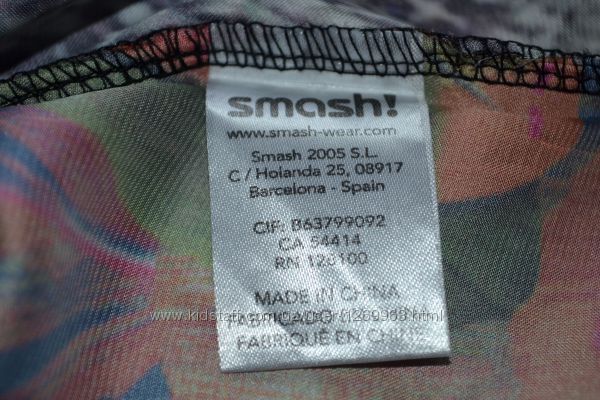 smash!
www.smash-wear.com
Smash 2005 S.L.
C / Holanda 25, 08917
Barcelona - Spain
CIF: B63799092
CA 54414
RN 128100
MADE IN CHINA
FABRIQUÉ EN CHINE